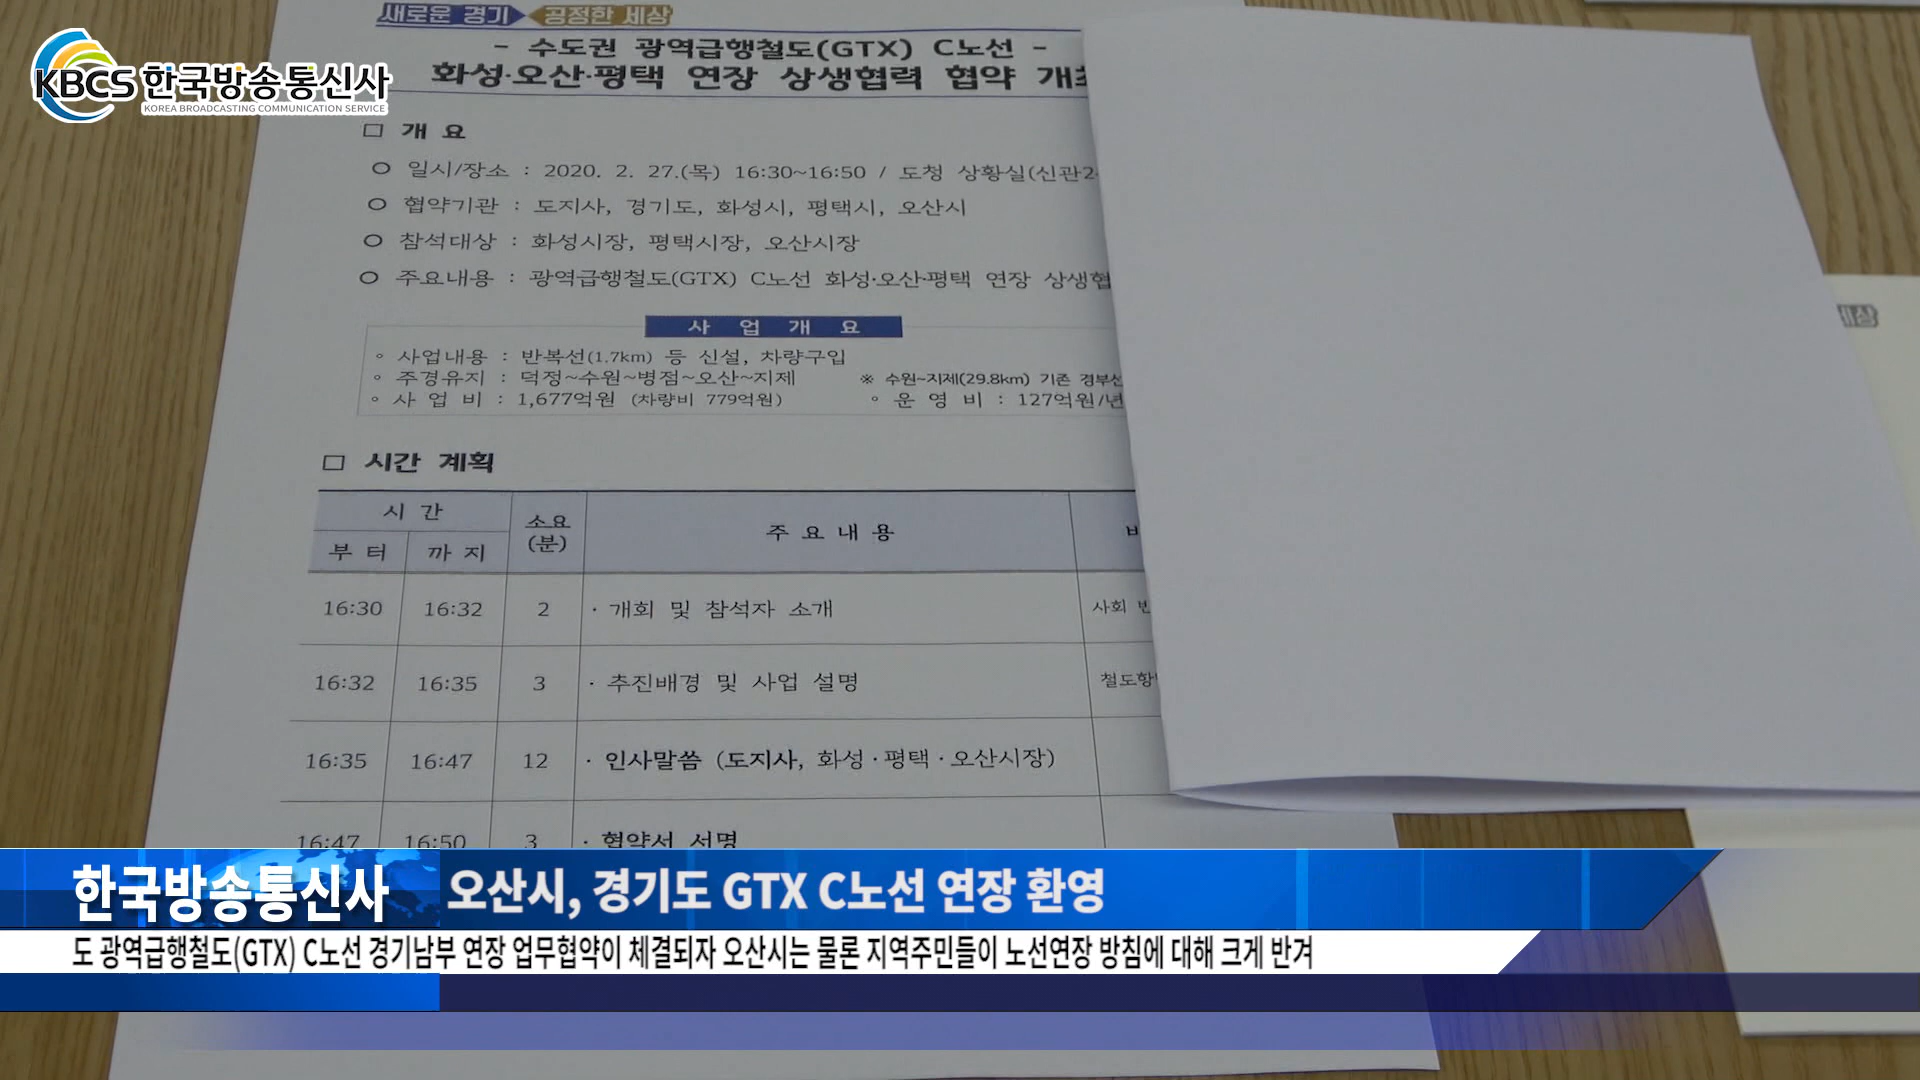 새로운 경기 공정한 세상
KBCS 한국방송통신사
KOREA BROADCASTING COMMUNICATION SERVICE
- 수도권 광역급행철도(GTX) C노선 -
화성·오산·평택 연장 상생협력 협약
□ 개 요
○ 일시/장소 : 2020. 2. 27.(목) 16:30~16:50 / 도청 상황실(신관2
○ 협약기관 : 도지사, 경기도, 화성시, 평택시, 오산시
○ 참석대상 : 화성시장, 평택시장, 오산시장
○ 주요내용 : 광역급행철도(GTX) C노선 화성·오산·평택 연장
사 업 개 요
◦ 사업내용 : 반복선(1.7km) 등 신설, 차량구입
◦ 주경유지 : 덕정~수원~병점~오산~지제 ※ 수원~지제(29.8km) 기존
◦ 사 업 비 : 1,677억원 (차량비 779억원) ◦ 운 영 비 : 127억원/년
□ 시간 계획
시 간 소요(분) 주 요 내 용
부 터 까 지
16:30 16:32 2 · 개회 및 참석자 소개 사회
16:32 16:35 3 · 추진배경 및 사업 설명
16:35 16:47 12 · 인사말씀 (도지사, 화성·평택·오산시장)
16:47 16:50 3 · 협약서 서명
한국방송통신사 오산시, 경기도 GTX C노선 연장 환영
도 광역급행철도(GTX) C노선 경기남부 연장 업무협약이 체결되자 오산시는 물론 지역주민들이 노선연장 방침에 대해 크게 반겨